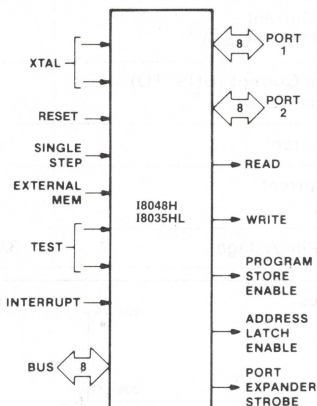 XTAL
RESET
SINGLE
STEP
EXTERNAL
MEM
TEST
INTERRUPT
BUS
8
I8048H
I8035HL
8
PORT
1
8
PORT
2
READ
WRITE
PROGRAM
STORE
ENABLE
ADDRESS
LATCH
ENABLE
PORT
EXPANDER
STROBE